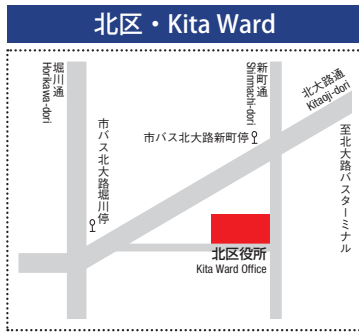 北区・Kita Ward
堀川通
Horikawa-dori
新町通
Shinmachi-dori
北大路通
Kitaoji-dori
市バス北大路新町停
市バス北大路堀川停
至北大路バスターミナル
北区役所
Kita Ward Office